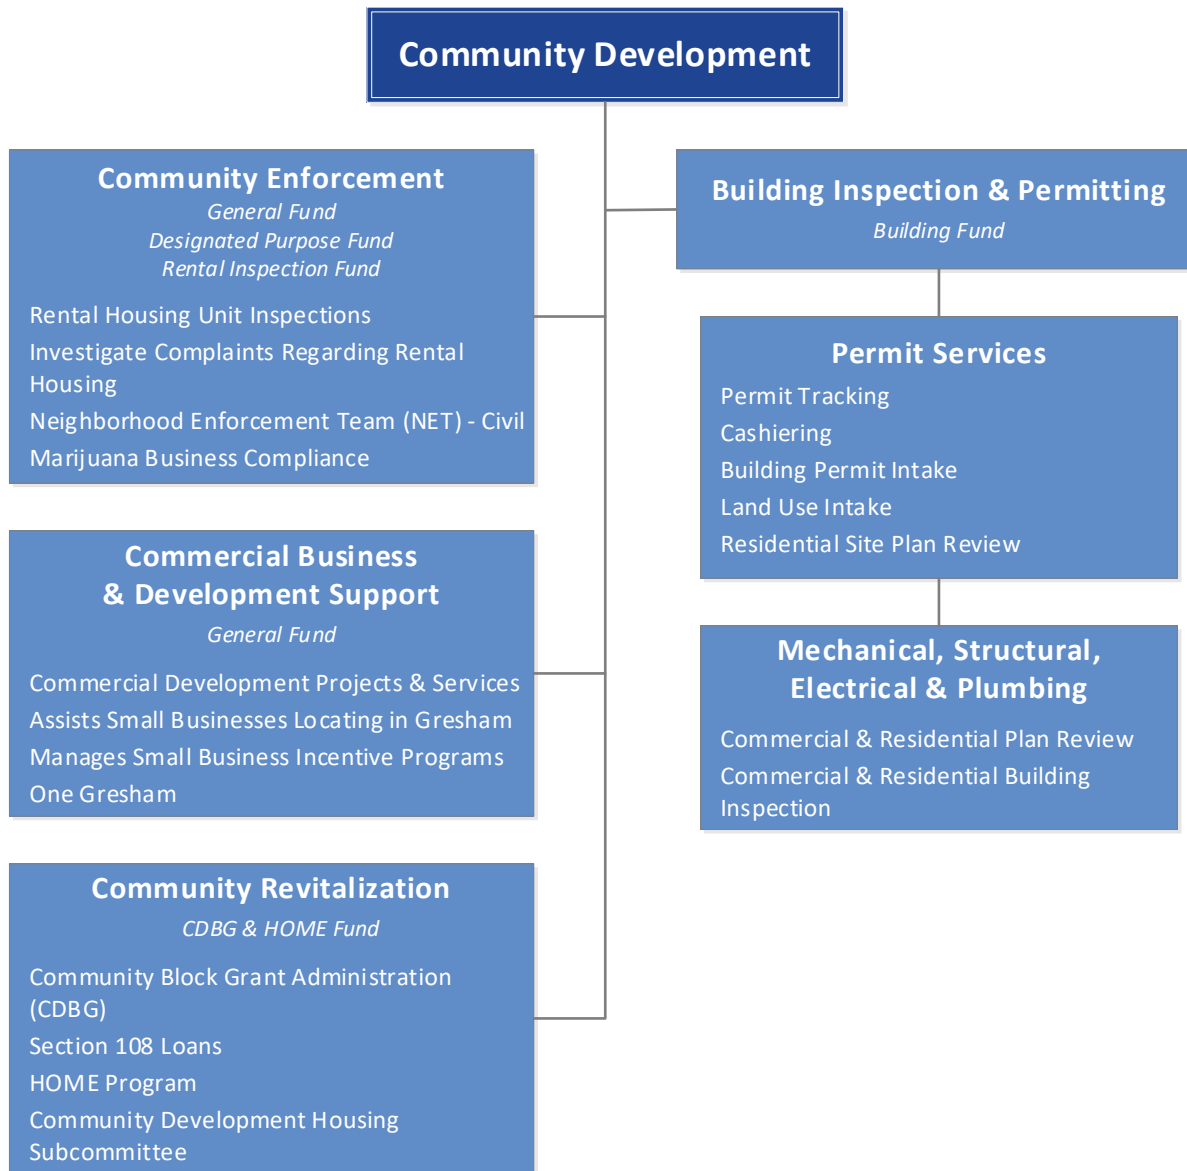 Community Development
Community Enforcement
General Fund
Designated Purpose Fund
Rental Inspection Fund
Rental Housing Unit Inspections
Investigate Complaints Regarding Rental
Housing
Neighborhood Enforcement Team (NET) - Civil
Marijuana Business Compliance
Commercial Business
& Development Support
General Fund
Commercial Development Projects & Services
Assists Small Businesses Locating in Gresham
Manages Small Business Incentive Programs
One Gresham
Community Revitalization
CDBG & HOME Fund
Community Block Grant Administration
(CDBG)
Section 108 Loans
HOME Program
Community Development Housing
Subcommittee
Building Inspection & Permitting
Building Fund
Permit Services
Permit Tracking
Cashiering
Building Permit Intake
Land Use Intake
Residential Site Plan Review
Mechanical, Structural,
Electrical & Plumbing
Commercial & Residential Plan Review
Commercial & Residential Building
Inspection